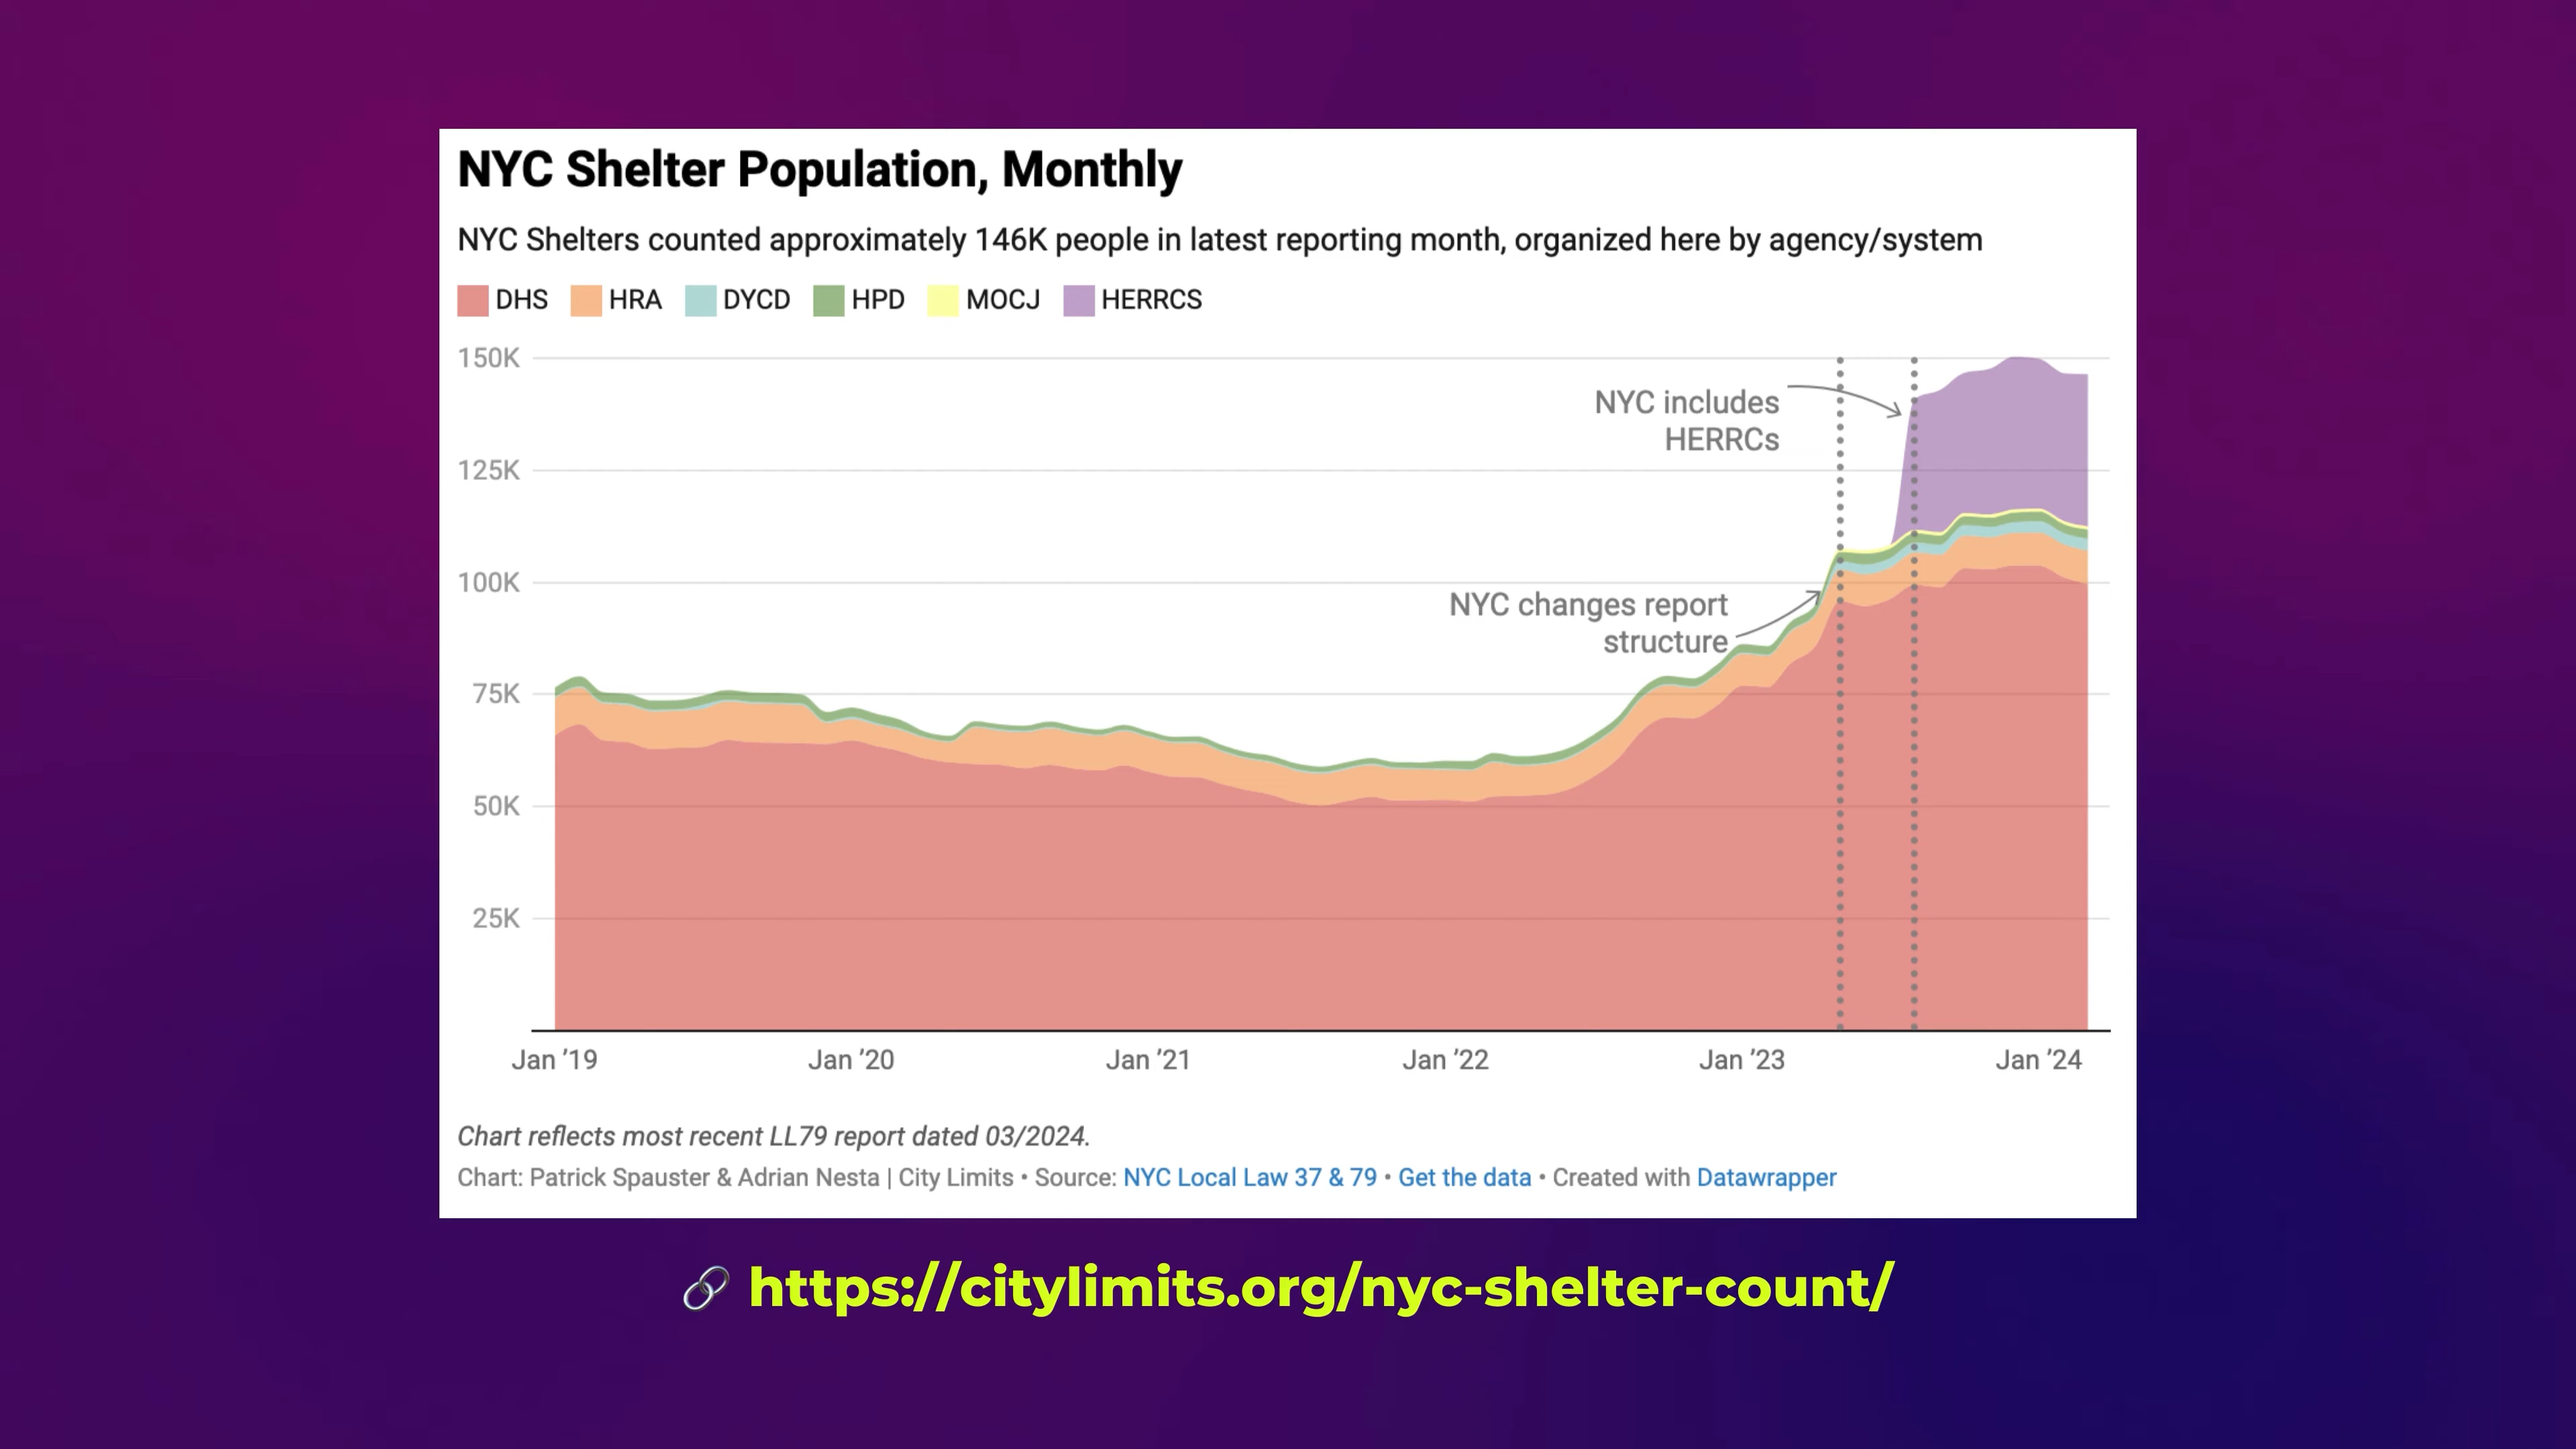 NYC Shelter Population, Monthly
NYC Shelters counted approximately 146K people in latest reporting month, organized here by agency/system
DHS HRA DYCD HPD MOCJ HERRCS
150K
NYC includes
HERRCs
125K
100K
NYC changes report
structure
75K
50K
25K
Jan ’19 Jan ’20 Jan ’21 Jan ’22 Jan ’23 Jan ’24
Chart reflects most recent LL79 report dated 03/2024.
Chart: Patrick Spauster & Adrian Nesta | City Limits • Source: NYC Local Law 37 & 79 • Get the data • Created with Datawrapper
https://citylimits.org/nyc-shelter-count/